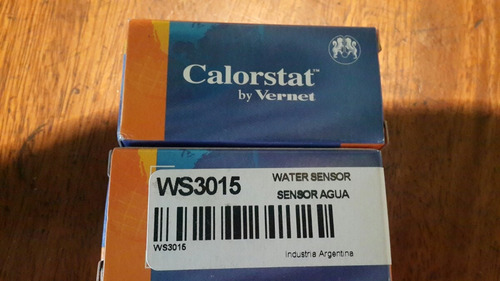 Calorstat™
by Vernet
WS3015
WATER SENSOR
SENSOR AGUA
WS3015
Industria Argentina